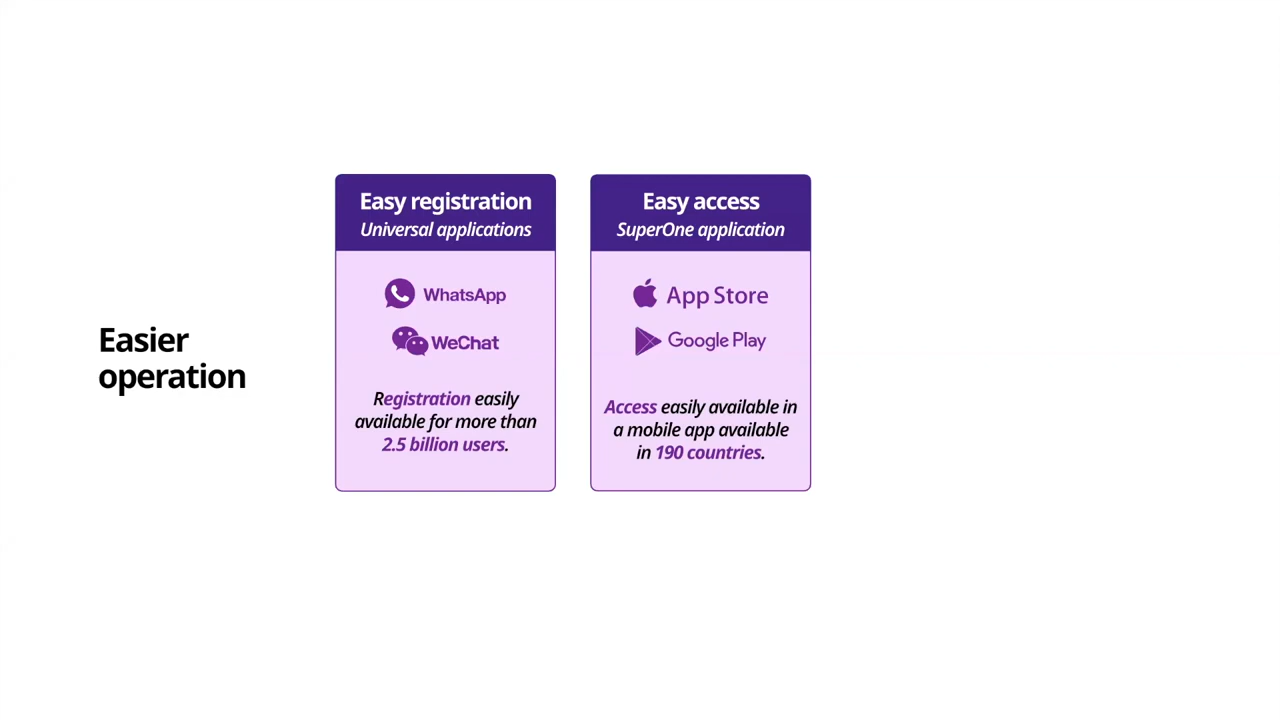 Easier
operation
Easy registration
Universal applications
WhatsApp
WeChat
Registration easily
available for more than
2.5 billion users.
Easy access
SuperOne application
App Store
Google Play
Access easily available in
a mobile app available
in 190 countries.